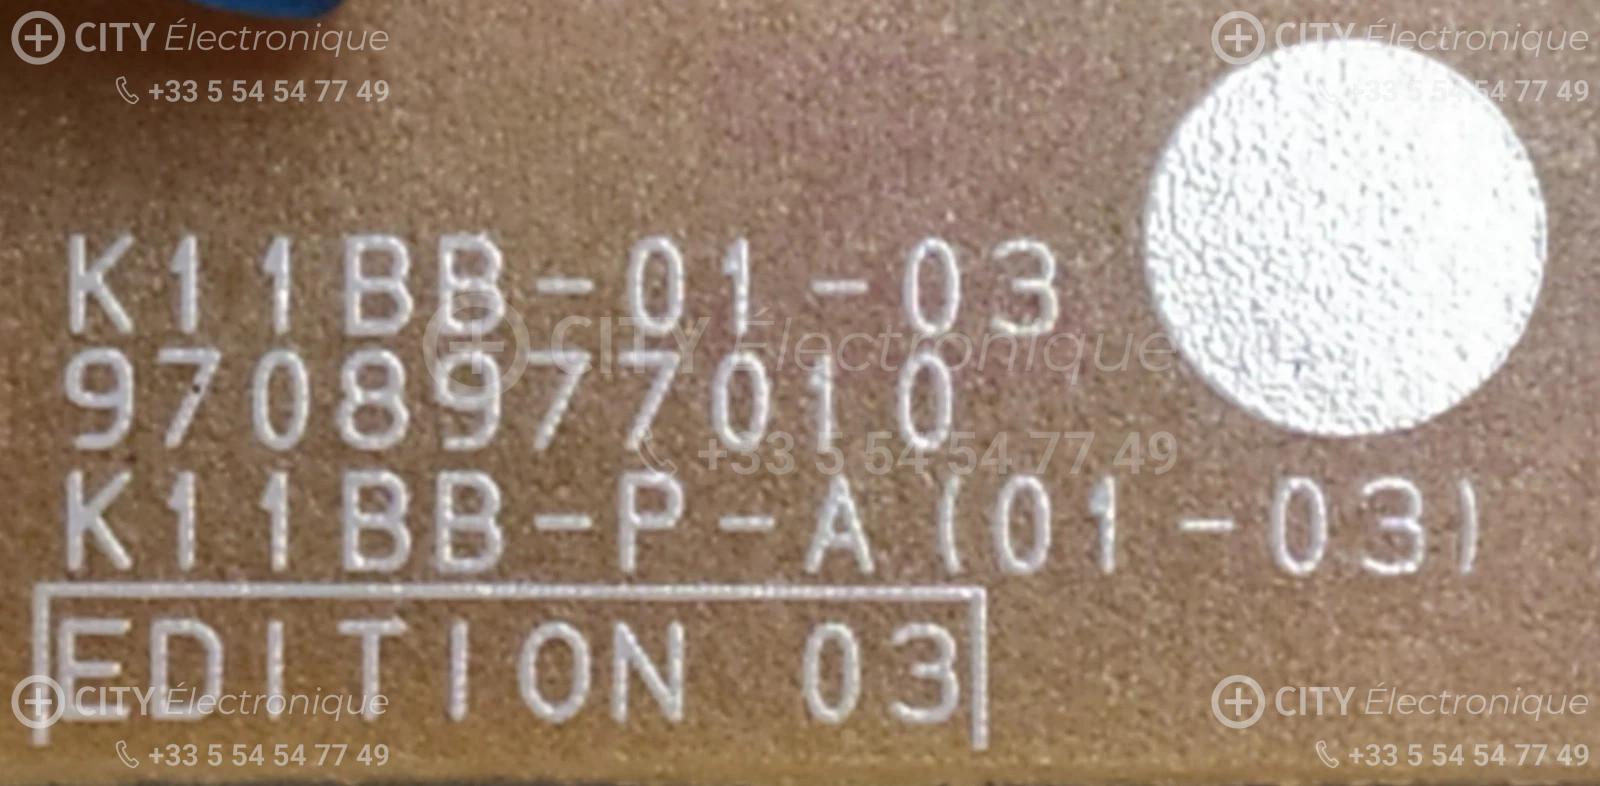 CITY Électronique
+33 5 54 54 77 49
CITY Électronique
+33 5 54 54 77 49
K11BB-01-03
CITY Électronique
9708977010
+33 5 54 54 77 49
K11BB-P-A(01-03)
EDITION 03
CITY Électronique
+33 5 54 54 77 49
CITY Électronique
+33 5 54 54 77 49